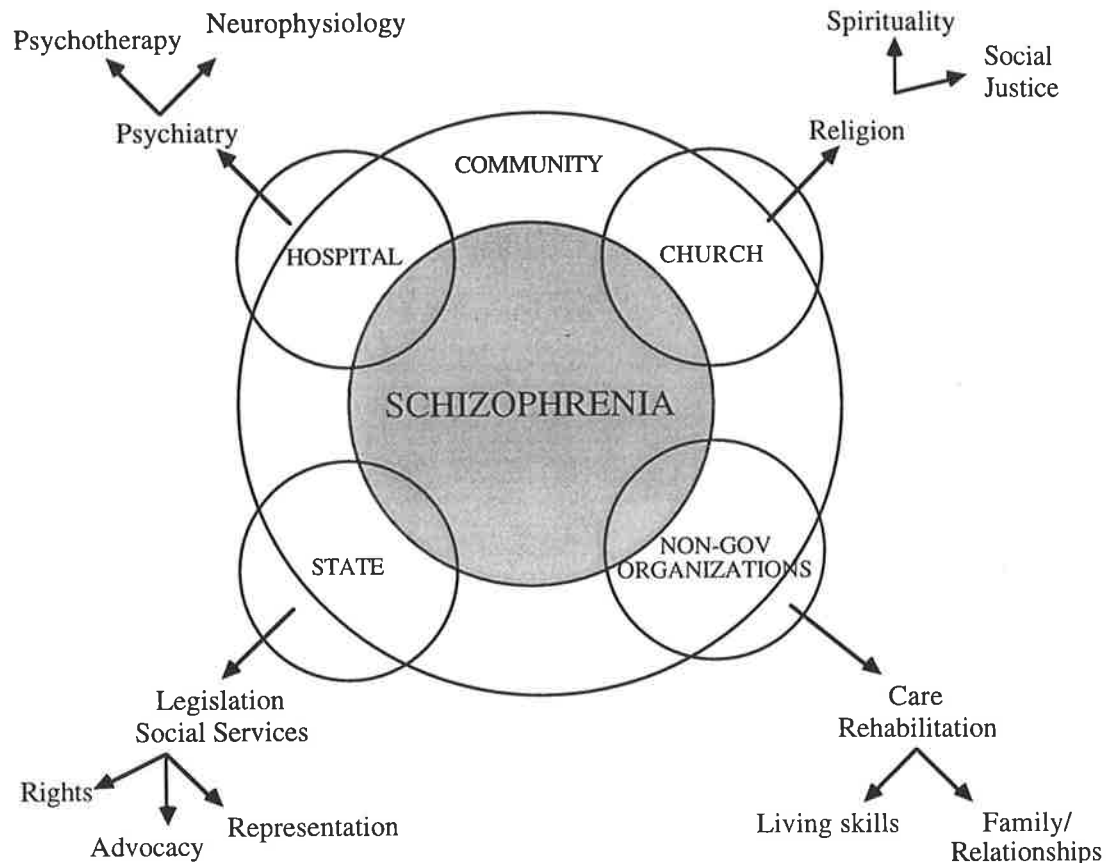 Psychotherapy
Neurophysiology
Psychiatry
Spirituality
Social
Justice
Religion
COMMUNITY
HOSPITAL
CHURCH
SCHIZOPHRENIA
STATE
NON-GOV
ORGANIZATIONS
Legislation
Social Services
Rights
Advocacy
Representation
Care
Rehabilitation
Living skills
Family/
Relationships